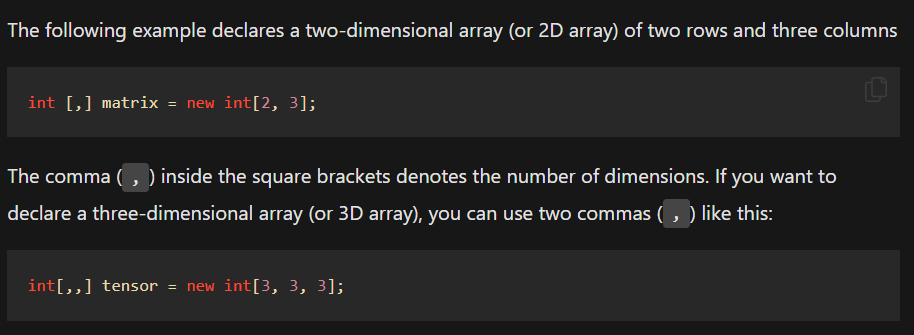 The following example declares a two-dimensional array (or 2D array) of two rows and three columns
int [,] matrix = new int[2, 3];
The comma ( , ) inside the square brackets denotes the number of dimensions. If you want to
declare a three-dimensional array (or 3D array), you can use two commas ( , ) like this:
int[,,] tensor = new int[3, 3, 3];